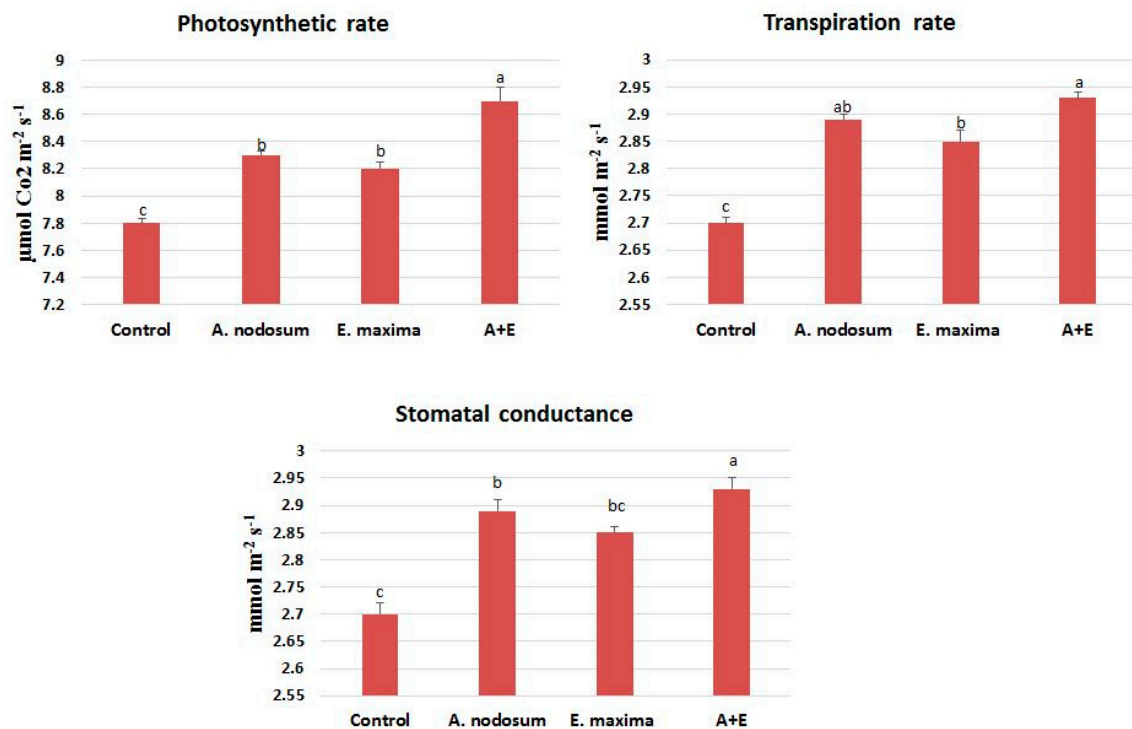 Photosynthetic rate
µmol Co2 m-2 s-1
9
8.8
8.6
8.4
8.2
8
7.8
7.6
7.4
7.2
c
b
b
a
Control A. nodosum E. maxima A+E
Transpiration rate
mmol m-2 s-1
3
2.95
2.9
2.85
2.8
2.75
2.7
2.65
2.6
2.55
c
ab
b
a
Control A. nodosum E. maxima A+E
Stomatal conductance
mmol m-2 s-1
3
2.95
2.9
2.85
2.8
2.75
2.7
2.65
2.6
2.55
c
b
bc
a
Control A. nodosum E. maxima A+E